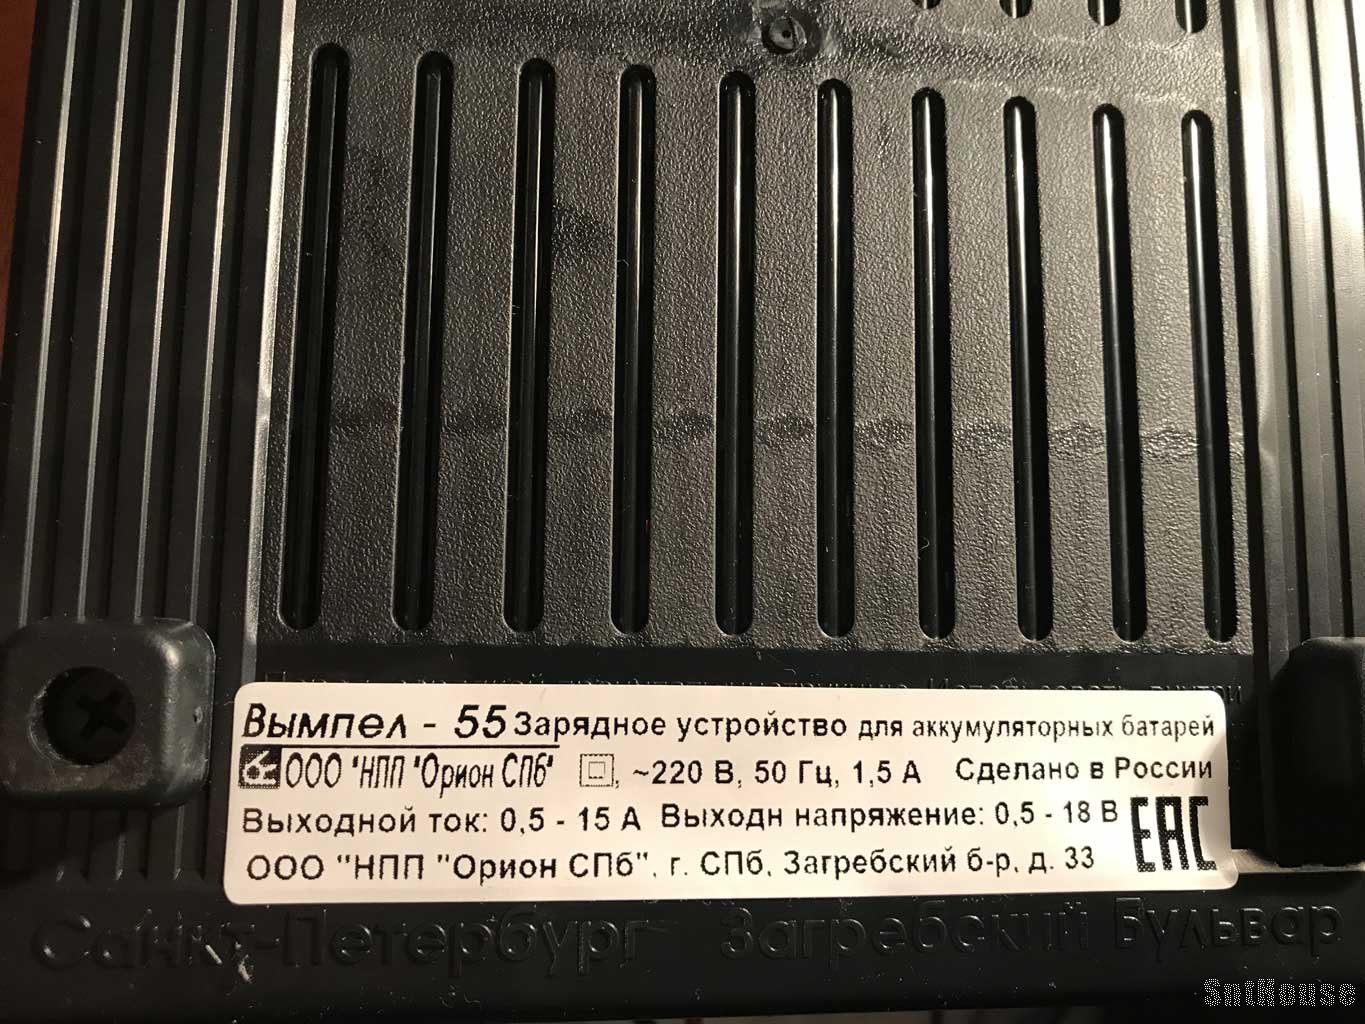 Вымпел - 55 Зарядное устройство для аккумуляторных батарей
ООО "НПП "Орион СПб" , ~220 В, 50 Гц, 1,5 А Сделано в России
Выходной ток: 0,5 - 15 А Выходн напряжение: 0,5 - 18 В
ЕАС
ООО "НПП "Орион СПб", г. СПб, Загребский б-р, д. 33
Санкт-Петербург Загребский Бульвар
SntHouse